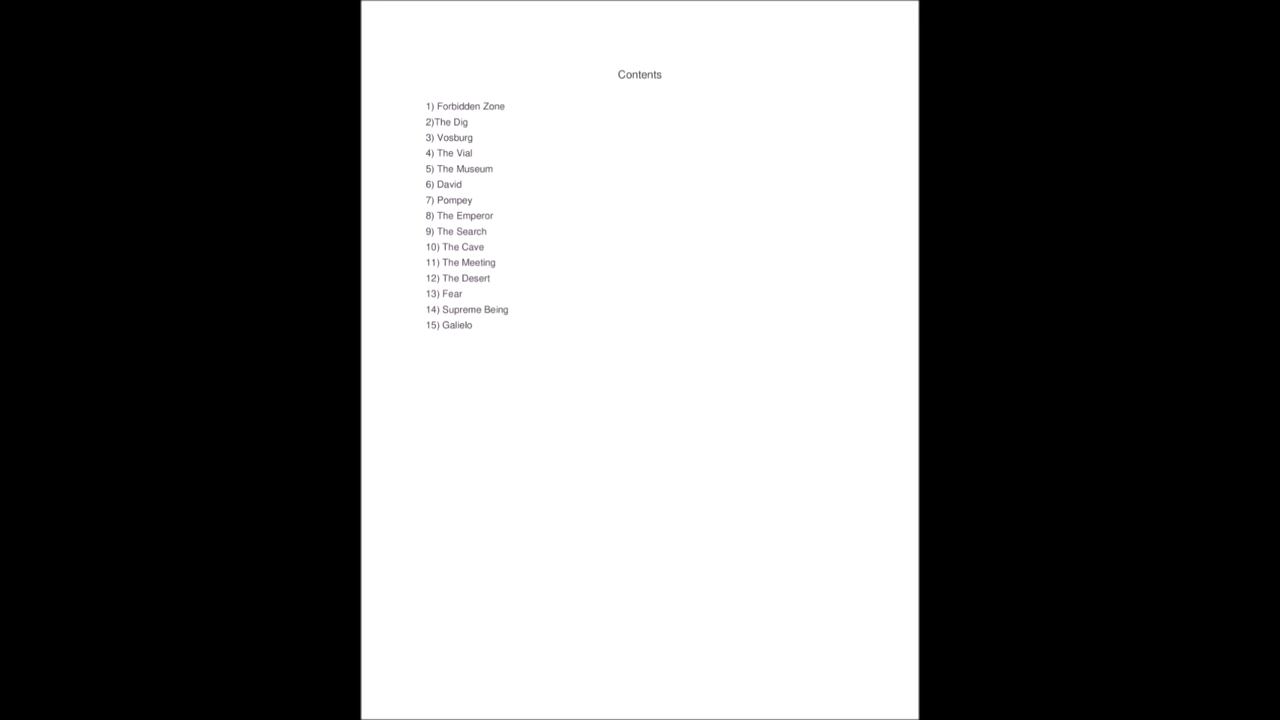 Contents
1) Forbidden Zone
2)The Dig
3) Vosburg
4) The Vial
5) The Museum
6) David
7) Pompey
8) The Emperor
9) The Search
10) The Cave
11) The Meeting
12) The Desert
13) Fear
14) Supreme Being
15) Galielo